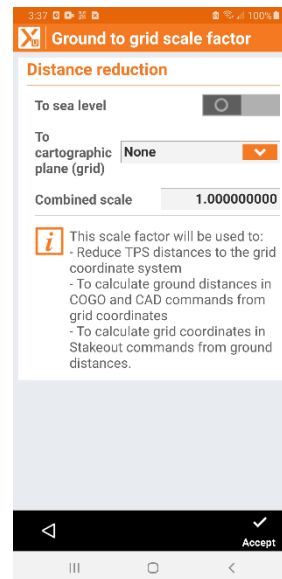 3:37 100%
Xu Ground to grid scale factor
Distance reduction
To sea level
To
cartographic None
plane (grid)
Combined scale 1.000000000
i This scale factor will be used to:
- Reduce TPS distances to the grid
coordinate system
- To calculate ground distances in
COGO and CAD commands from
grid coordinates
- To calculate grid coordinates in
Stakeout commands from ground
distances.
Accept